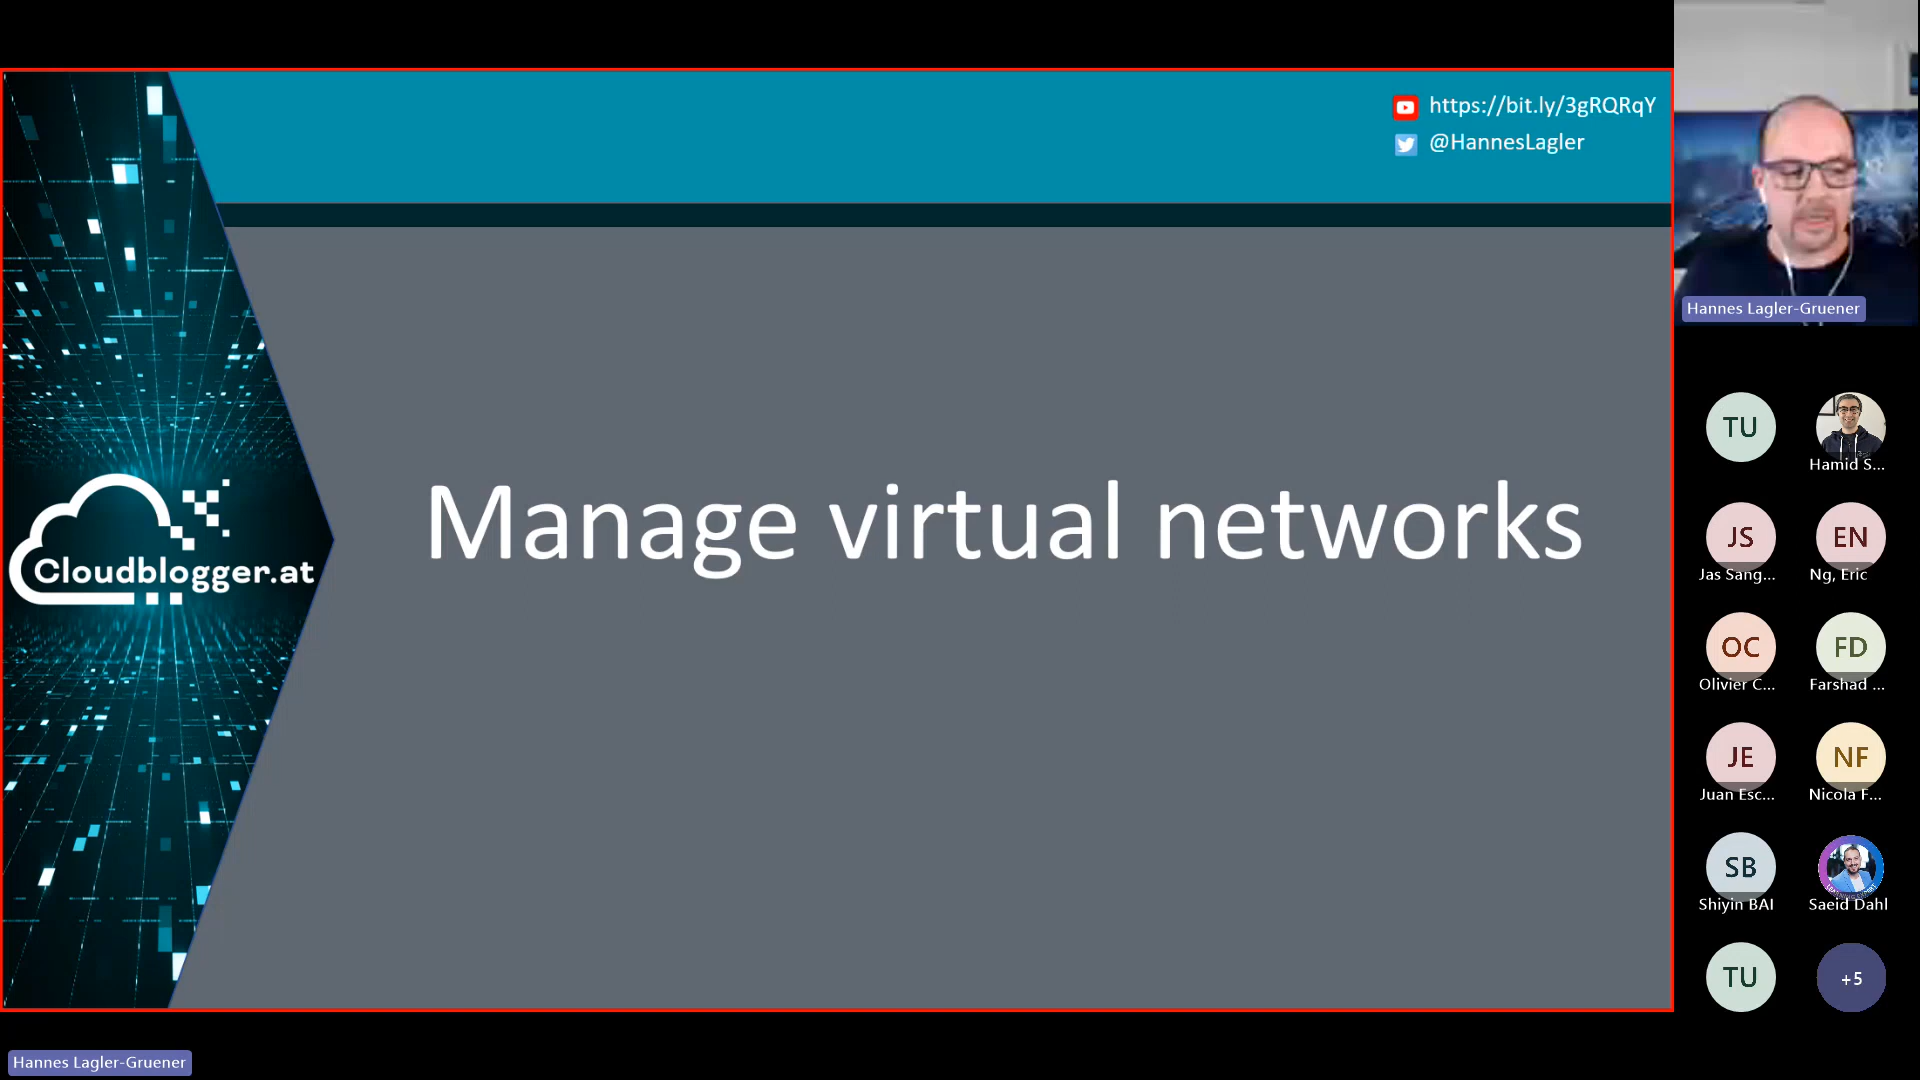 https://bit.ly/3gRQRqY
@HannesLagler
Manage virtual networks
Cloudblogger.at
Hannes Lagler-Gruener
TU
Hamid S...
JS
EN
Jas Sang...
Ng, Eric
OC
FD
Olivier C...
Farshad ...
JE
NF
Juan Esc...
Nicola F...
SB
Shiyin BAI
Saeid Dahl
TU
+5
Hannes Lagler-Gruener